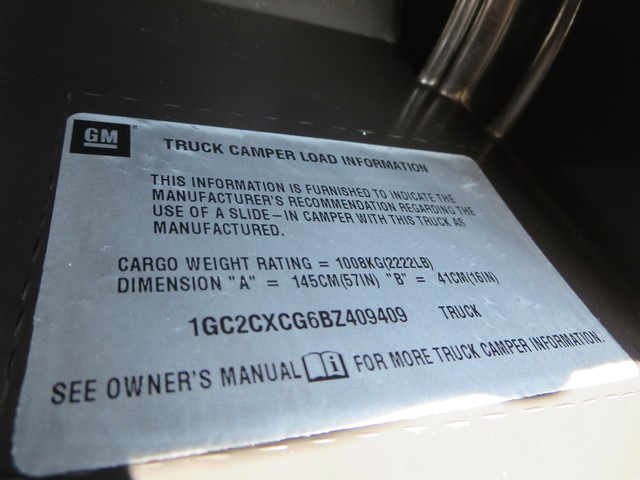 GM
TRUCK CAMPER LOAD INFORMATION
THIS INFORMATION IS FURNISHED TO INDICATE THE
MANUFACTURER'S RECOMMENDATION REGARDING THE
USE OF A SLIDE-IN CAMPER WITH THIS TRUCK AS
MANUFACTURED.
CARGO WEIGHT RATING = 1008KG(2222LB)
DIMENSION "A" = 145CM(57IN) "B" = 41CM(16IN)
1GC2CXCG6BZ409409 TRUCK
SEE OWNER'S MANUAL i FOR MORE TRUCK CAMPER INFORMATION.